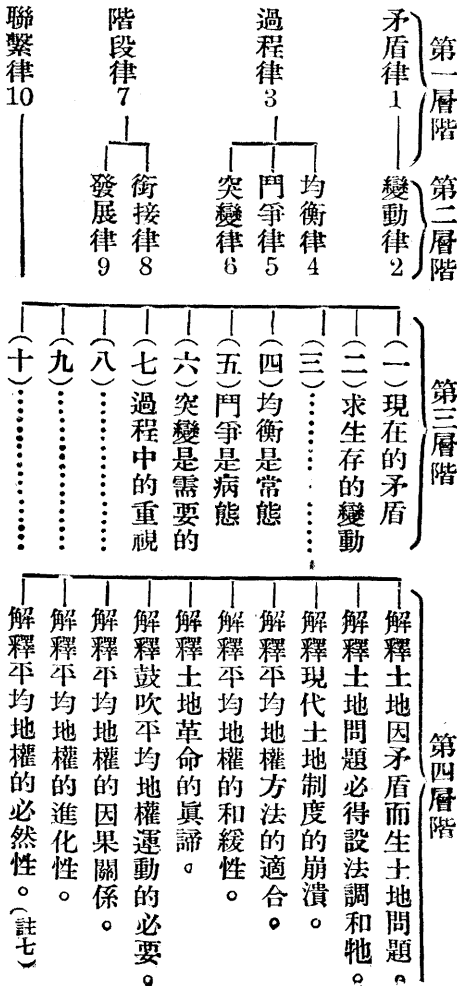 第一層階
矛盾律1
過程律3
階段律7
聯繫律10
第二層階
變動律2
均衡律4
鬥爭律5
突變律6
銜接律8
發展律9
第三層階
(一)現在的矛盾
(二)求生存的變動
(三)…………
(四)均衡是常態
(五)鬥爭是病態
(六)突變是需要的
(七)過程中的重視
(八)…………
(九)…………
(十)…………
第四層階
解釋土地因矛盾而生土地問題。
解釋土地問題必得設法調和牠。
解釋現代土地制度的崩潰。
解釋平均地權方法的適合。
解釋平均地權的和緩性。
解釋土地革命的眞諦。
解釋鼓吹平均地權運動的必要。
解釋平均地權的因果關係。
解釋平均地權的進化性。
解釋平均地權的必然性。(註七)